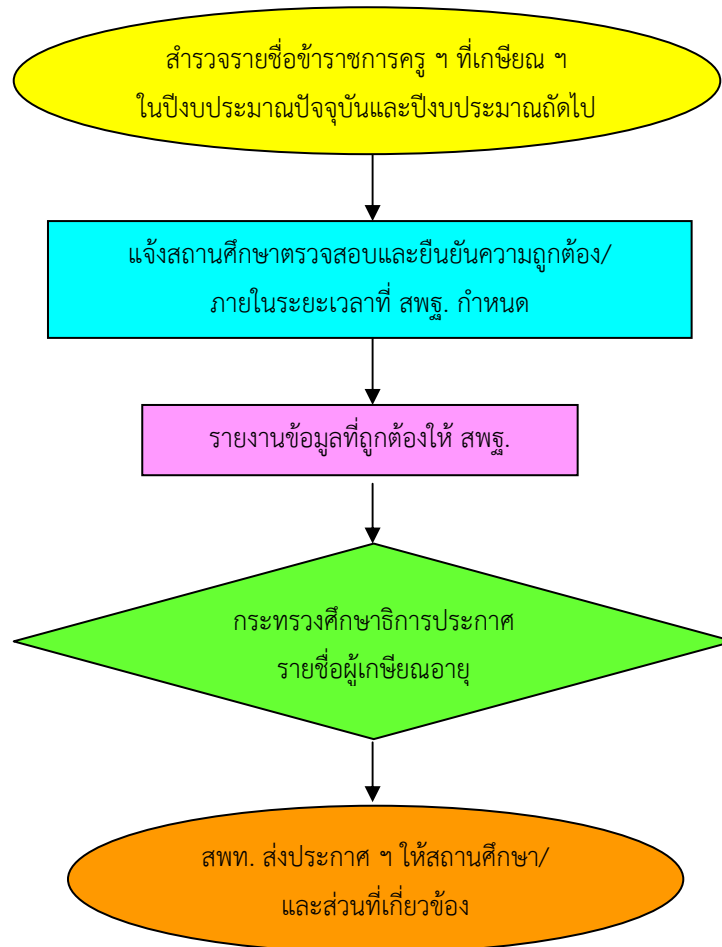 สำรวจรายชื่อข้าราชการครู ฯ ที่เกษียณ ฯ
ในปีงบประมาณปัจจุบันและปีงบประมาณถัดไป
แจ้งสถานศึกษาตรวจสอบและยืนยันความถูกต้อง/
ภายในระยะเวลาที่ สพฐ. กำหนด
รายงานข้อมูลที่ถูกต้องให้ สพฐ.
กระทรวงศึกษาธิการประกาศ
รายชื่อผู้เกษียณอายุ
สพท. ส่งประกาศ ฯ ให้สถานศึกษา/
และส่วนที่เกี่ยวข้อง